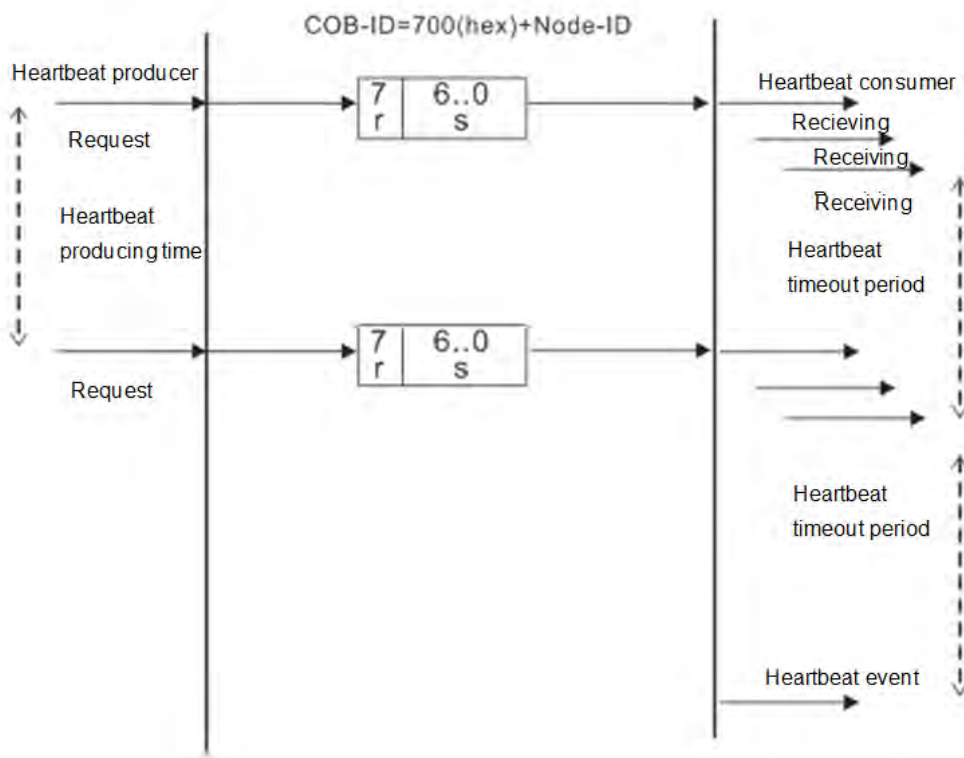 COB-ID=700(hex)+Node-ID
Heartbeat producer
7 6..0
r s
Heartbeat consumer
Request
Recieving
Receiving
Receiving
Heartbeat
producing time
Heartbeat
timeout period
7 6..0
r s
Request
Heartbeat
timeout period
Heartbeat event